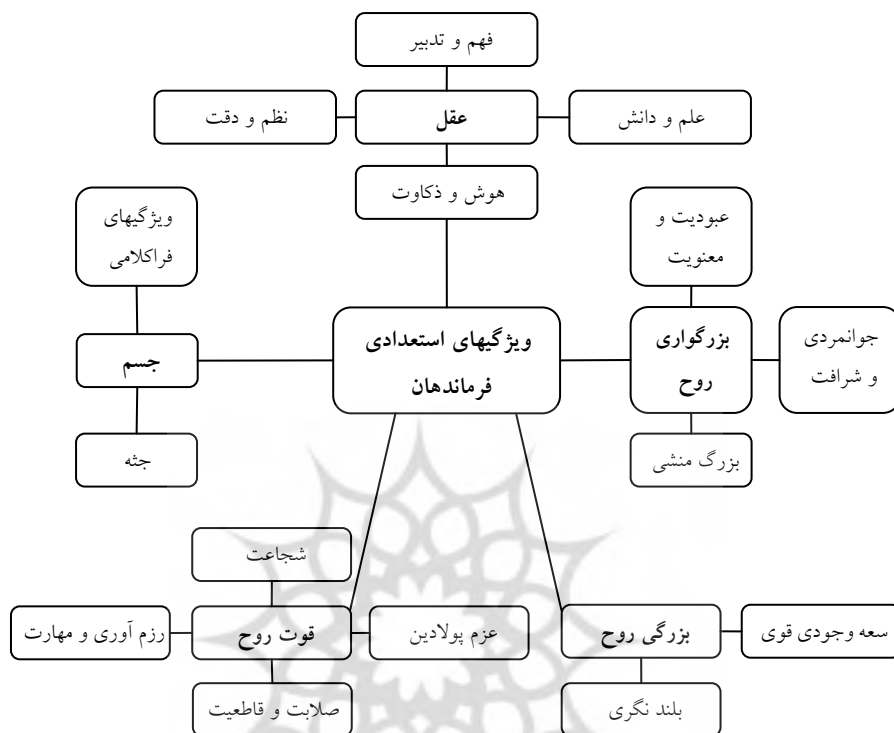 فهم و تدبیر
علم و دانش
عقل
نظم و دقت
هوش و ذکاوت
عبودیت و
معنویت
ویژگیهای
فراکلامی
ویژگیهای استعدادی
فرماندهان
بزرگواری
روح
جوانمردی
و شرافت
جسم
بزرگ منشی
جثه
شجاعت
سعه وجودی قوی
بزرگی روح
عزم پولادین
قوت روح
رزم آوری و مهارت
بلند نگری
صلابت و قاطعیت